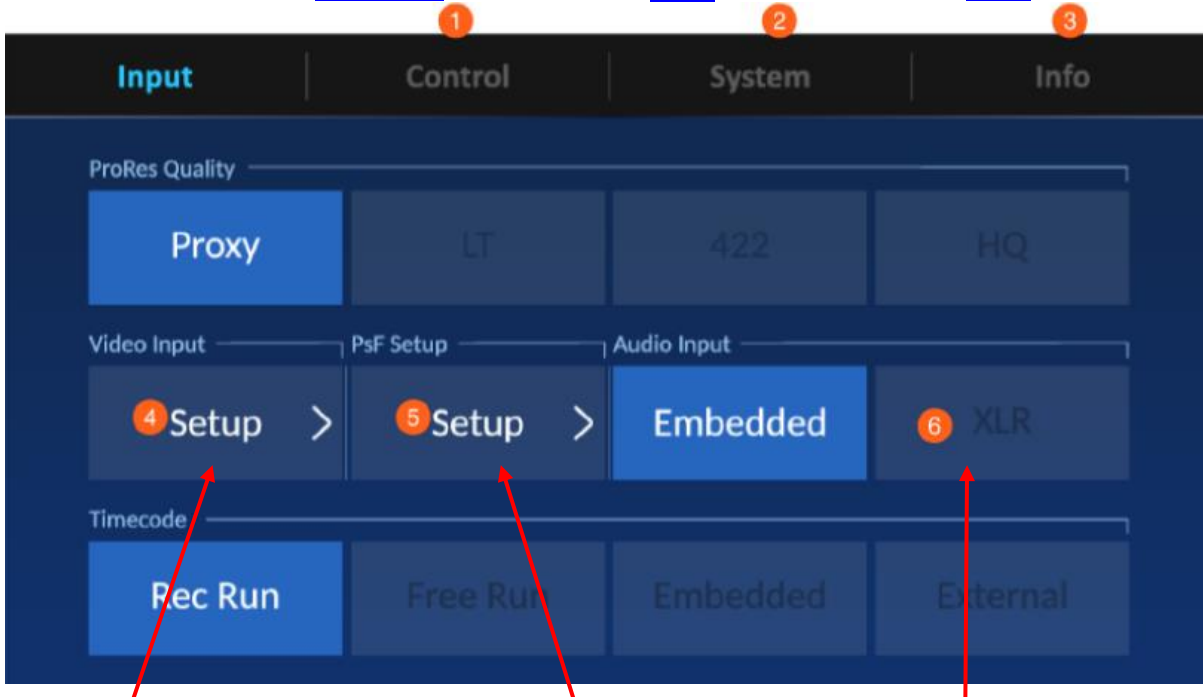 1 2 3
Input Control System Info
ProRes Quality
Proxy LT 422 HQ
Video Input PsF Setup Audio Input
4 Setup > 5 Setup > Embedded 6 XLR
Timecode
Rec Run Free Run Embedded External